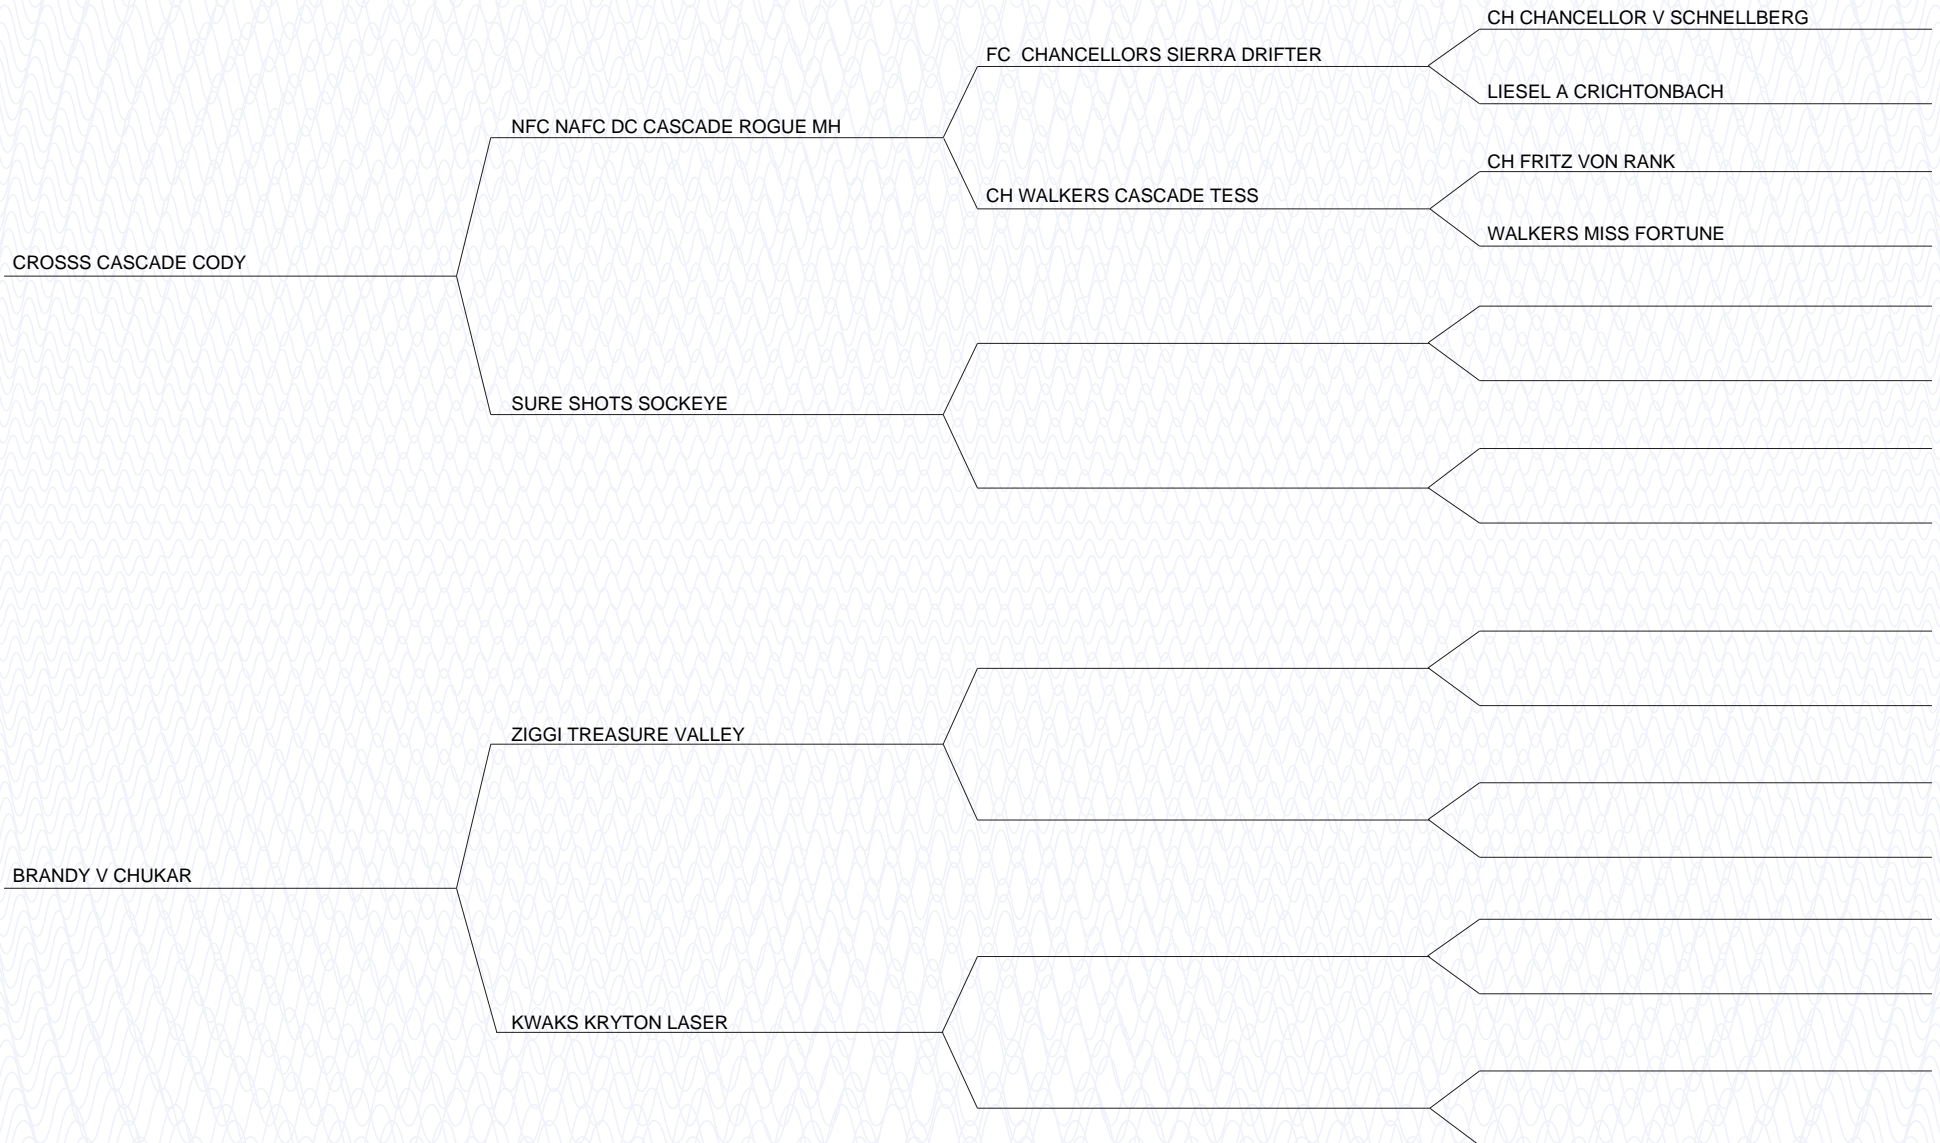 CH CHANCELLOR V SCHNELLBERG
FC  CHANCELLORS SIERRA DRIFTER
LIESEL A CRICHTONBACH
NFC NAFC DC CASCADE ROGUE MH
CH FRITZ VON RANK
CH WALKERS CASCADE TESS
WALKERS MISS FORTUNE
CROSSS CASCADE CODY
SURE SHOTS SOCKEYE
ZIGGI TREASURE VALLEY
BRANDY V CHUKAR
KWAKS KRYTON LASER